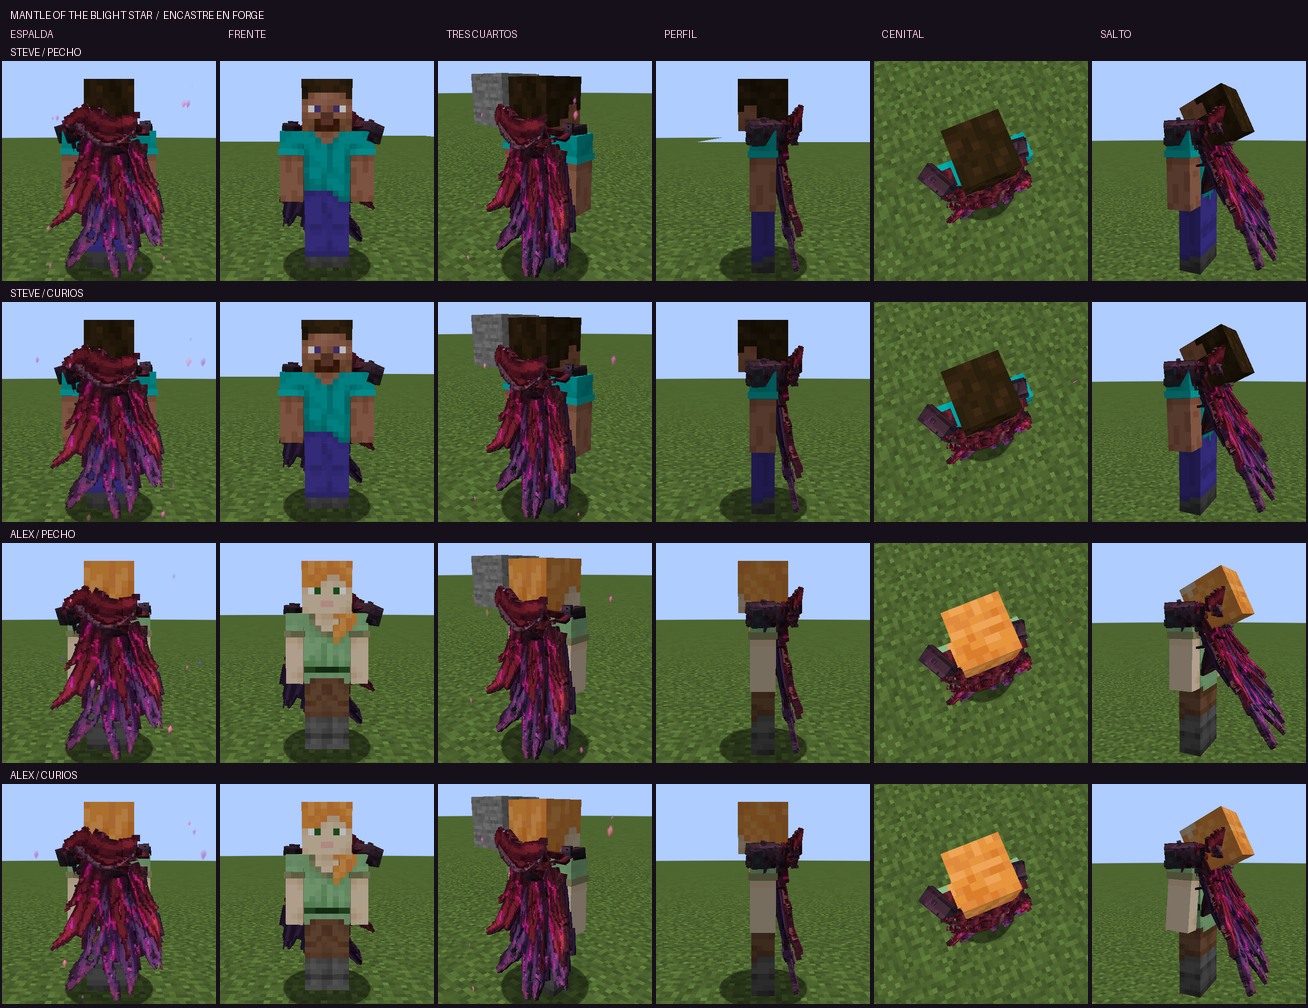 MANTLE OF THE BLIGHT STAR / ENCASTRE EN FORGE
ESPALDA FRENTE TRES CUARTOS PERFIL CENITAL SALTO
STEVE / PECHO
STEVE / CURIOS
ALEX / PECHO
ALEX / CURIOS